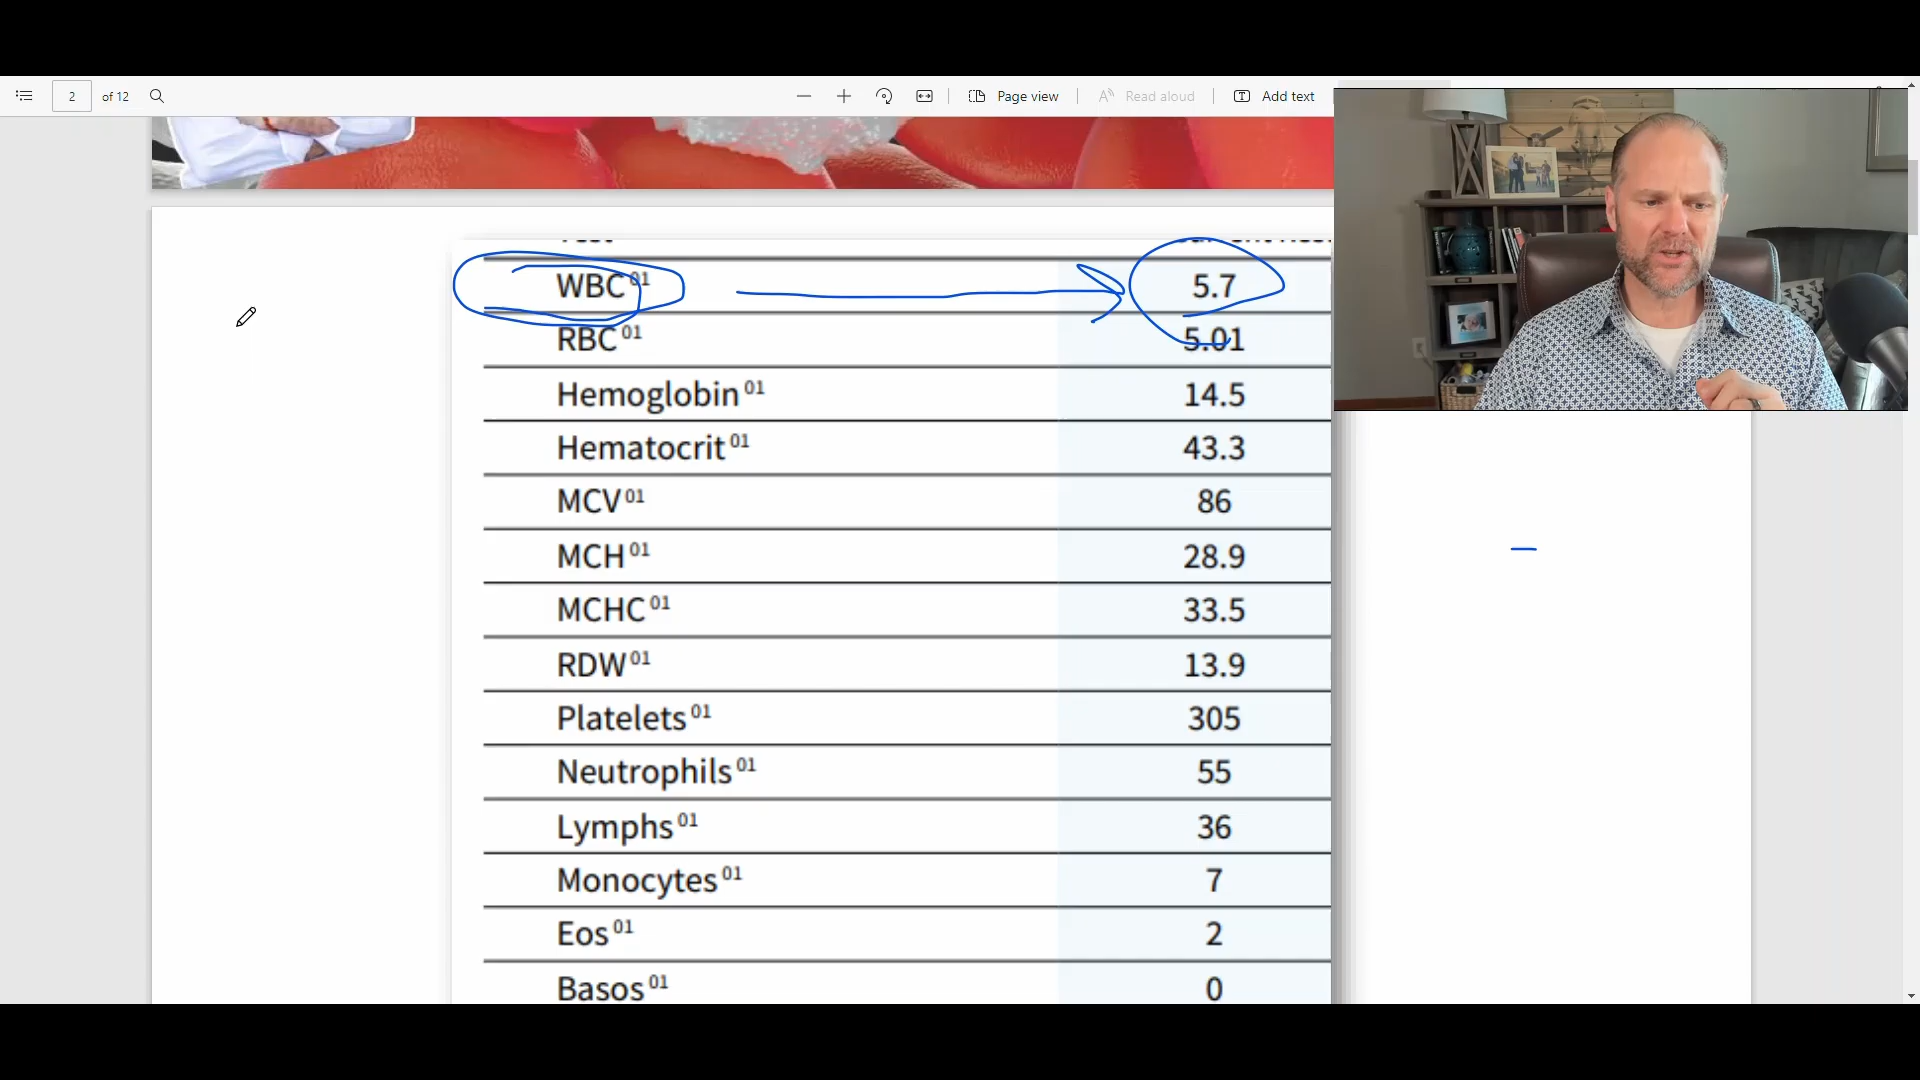 2 of 12 Page view Read aloud Add text
WBC 01 5.7
RBC 01 5.01
Hemoglobin 01 14.5
Hematocrit 01 43.3
MCV 01 86
MCH 01 28.9
MCHC 01 33.5
RDW 01 13.9
Platelets 01 305
Neutrophils 01 55
Lymphs 01 36
Monocytes 01 7
Eos 01 2
Basos 01 0